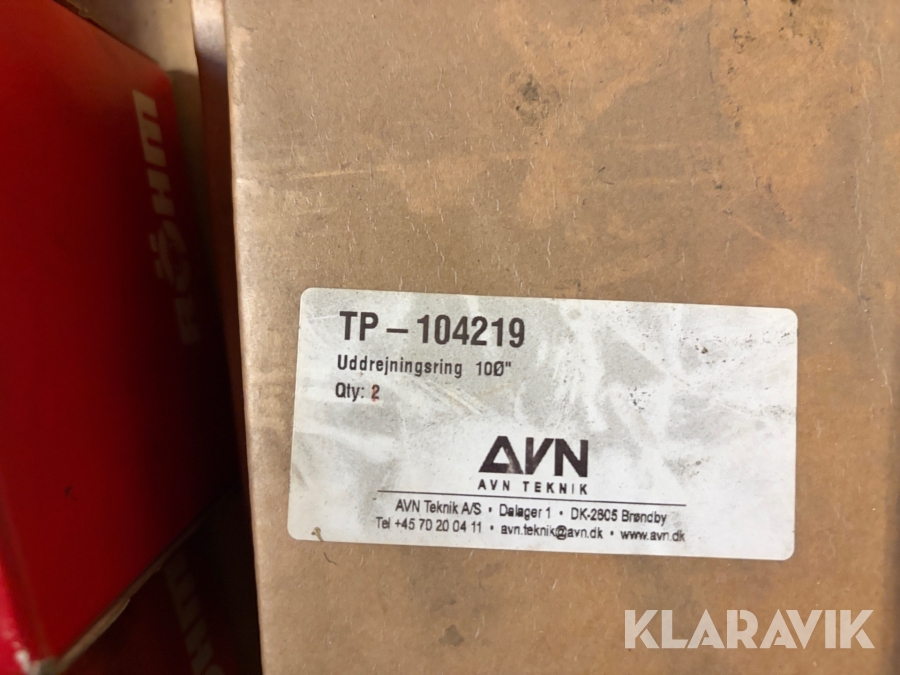 RÖHM
TP – 104219
Uddrejningsring 10Ø"
Qty: 2
AVN
AVN TEKNIK
AVN Teknik A/S • Dalager 1 • DK-2605 Brøndby
Tel +45 70 20 04 11 • avn.teknik@avn.dk • www.avn.dk
KLARAVIK